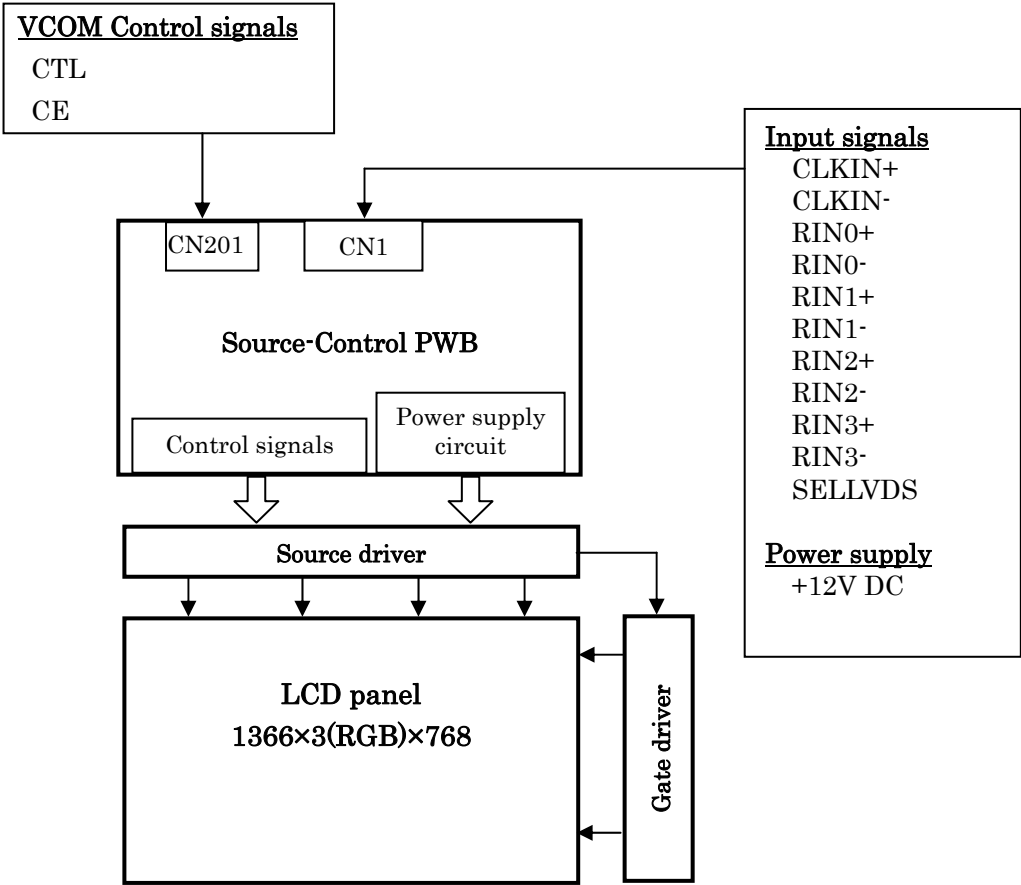 VCOM Control signals
CTL
CE
Input signals
CLKIN+
CLKIN-
RIN0+
RIN0-
RIN1+
RIN1-
RIN2+
RIN2-
RIN3+
RIN3-
SELLVDS
Power supply
+12V DC
CN201
CN1
Source-Control PWB
Control signals
Power supply
circuit
Source driver
LCD panel
1366×3(RGB)×768
Gate driver